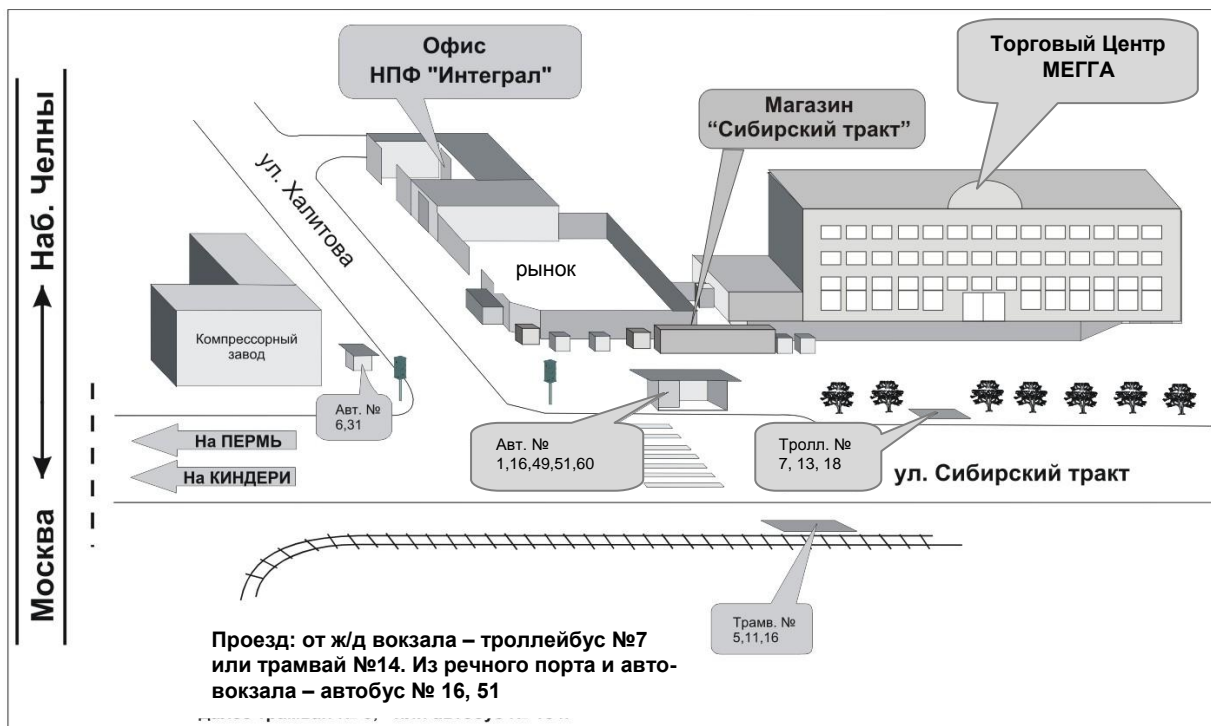 Офис
НПФ "Интеграл"
Торговый Центр
МЕГГА
Магазин
“Сибирский тракт”
Наб. Челны
Москва
ул. Халитова
рынок
Компрессорный
завод
Авт. №
6,31
На ПЕРМЬ
На КИНДЕРИ
Авт. №
1,16,49,51,60
Тролл. №
7, 13, 18
ул. Сибирский тракт
Трамв. №
5,11,16
Проезд: от ж/д вокзала – троллейбус №7
или трамвай №14. Из речного порта и авто-
вокзала – автобус № 16, 51